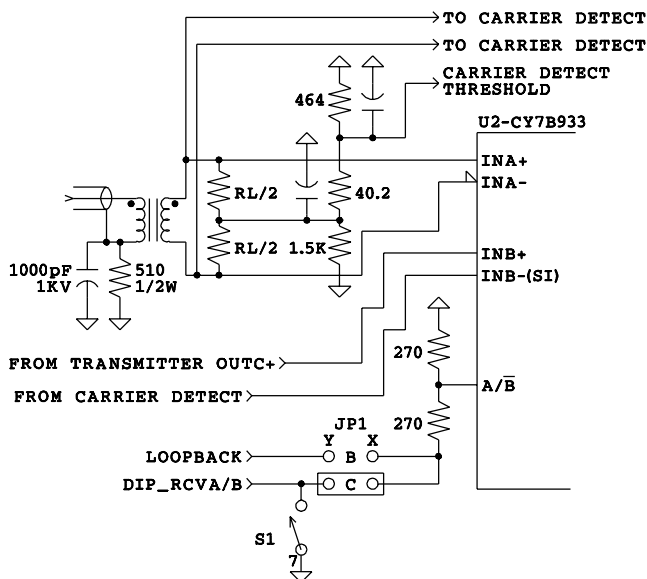 TO CARRIER DETECT
TO CARRIER DETECT
CARRIER DETECT
THRESHOLD
464
U2-CY7B933
INA+
INA-
RL/2
40.2
RL/2
1.5K
1000pF
1KV
510
1/2W
INB+
INB-(SI)
FROM TRANSMITTER OUTC+
270
FROM CARRIER DETECT
A/B̅
270
JP1
Y
X
LOOPBACK
B
DIP_RCVA/B
C
S1
7